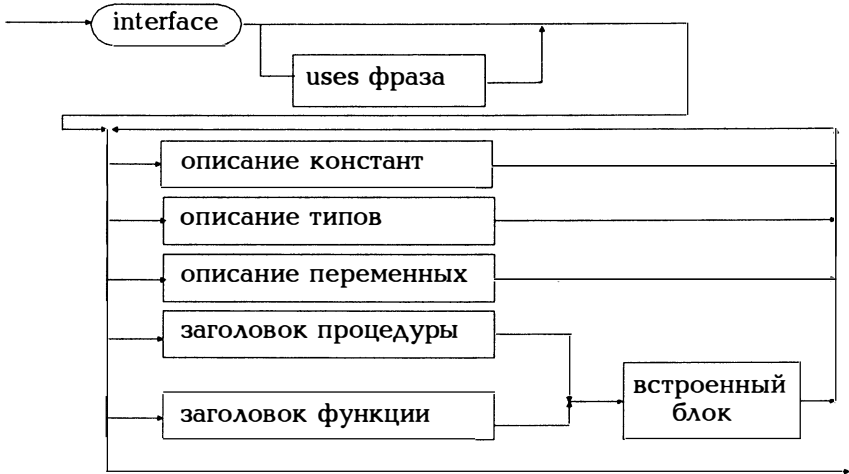 interface
uses фраза
описание констант
описание типов
описание переменных
заголовок процедуры
заголовок функции
встроенный
блок